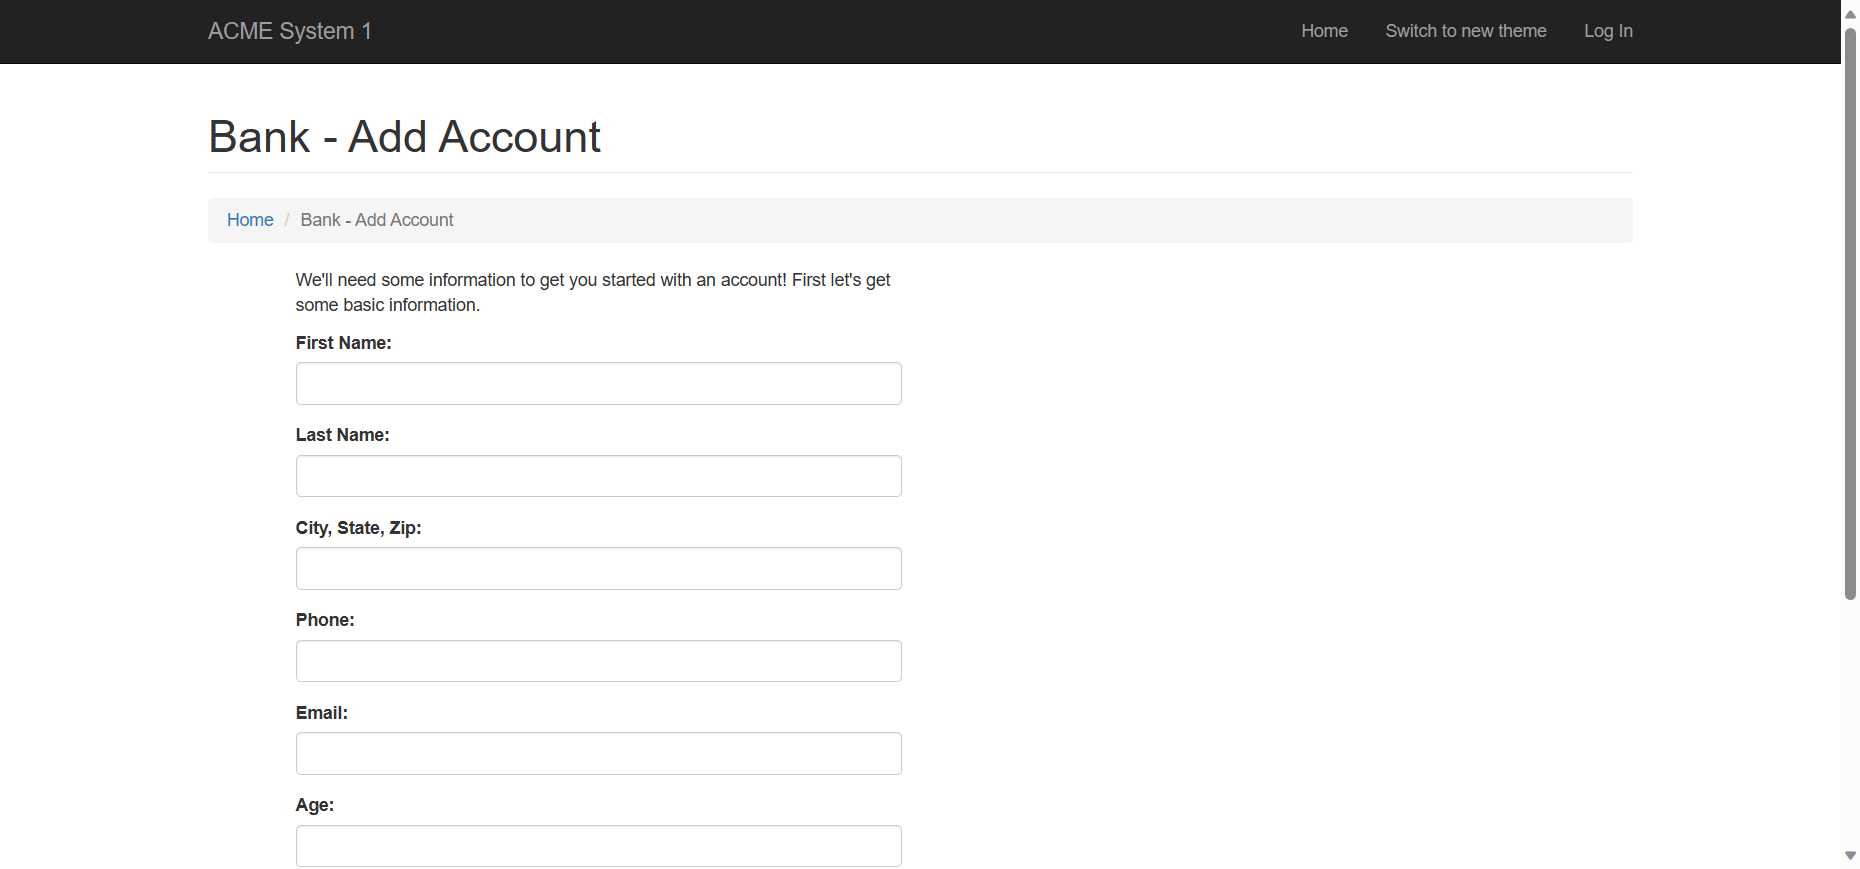 ACME System 1
Home
Switch to new theme
Log In
Bank - Add Account
Home / Bank - Add Account
We'll need some information to get you started with an account! First let's get
some basic information.
First Name:
Last Name:
City, State, Zip:
Phone:
Email:
Age: